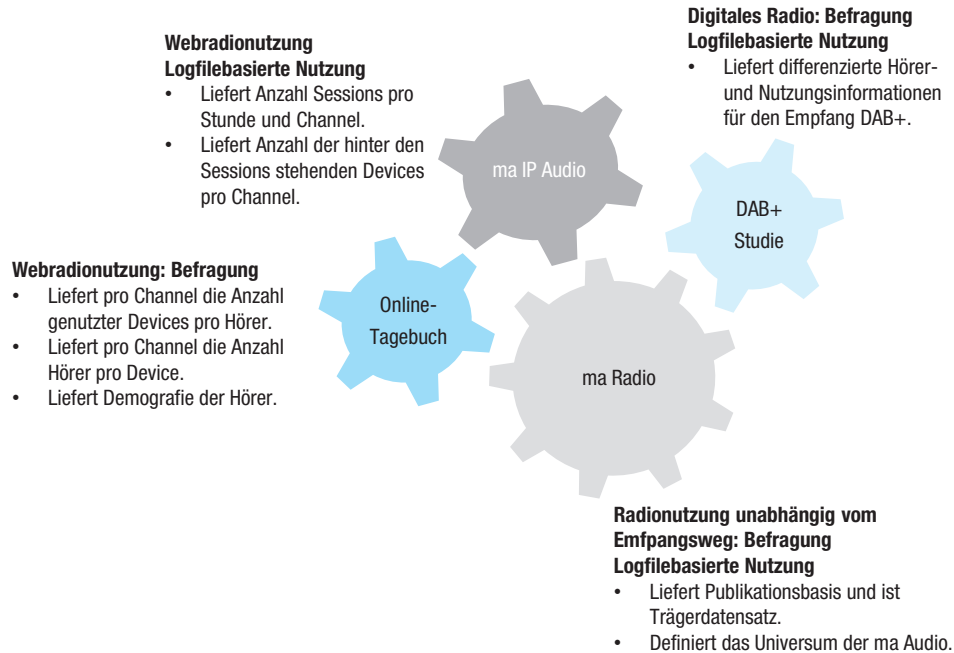 Webradionutzung
Logfilebasierte Nutzung
• Liefert Anzahl Sessions pro
Stunde und Channel.
• Liefert Anzahl der hinter den
Sessions stehenden Devices
pro Channel.
Digitales Radio: Befragung
Logfilebasierte Nutzung
• Liefert differenzierte Hörer-
und Nutzungsinformationen
für den Empfang DAB+.
ma IP Audio
DAB+
Studie
Webradionutzung: Befragung
• Liefert pro Channel die Anzahl
genutzter Devices pro Hörer.
• Liefert pro Channel die Anzahl
Hörer pro Device.
• Liefert Demografie der Hörer.
Online-
Tagebuch
ma Radio
Radionutzung unabhängig vom
Emfpangsweg: Befragung
Logfilebasierte Nutzung
• Liefert Publikationsbasis und ist
Trägerdatensatz.
• Definiert das Universum der ma Audio.